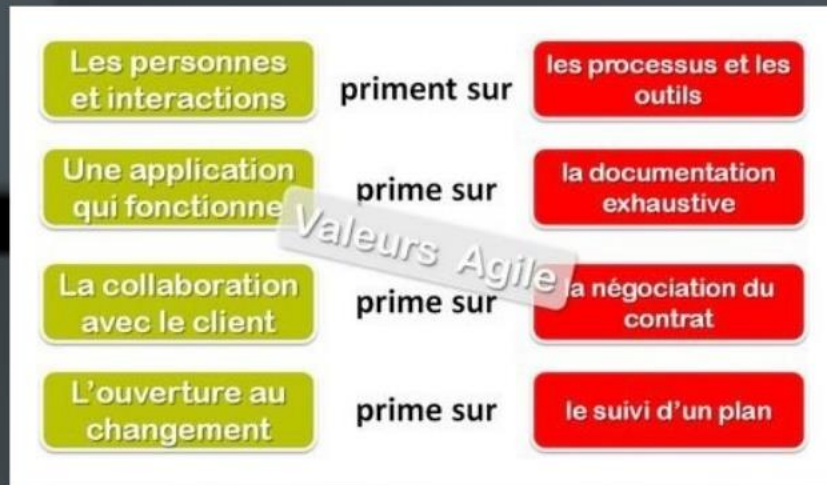 Les personnes
et interactions
priment sur
les processus et les
outils
Une application
qui fonctionne
prime sur
la documentation
exhaustive
Valeurs Agile
La collaboration
avec le client
prime sur
la négociation du
contrat
L'ouverture au
changement
prime sur
le suivi d'un plan